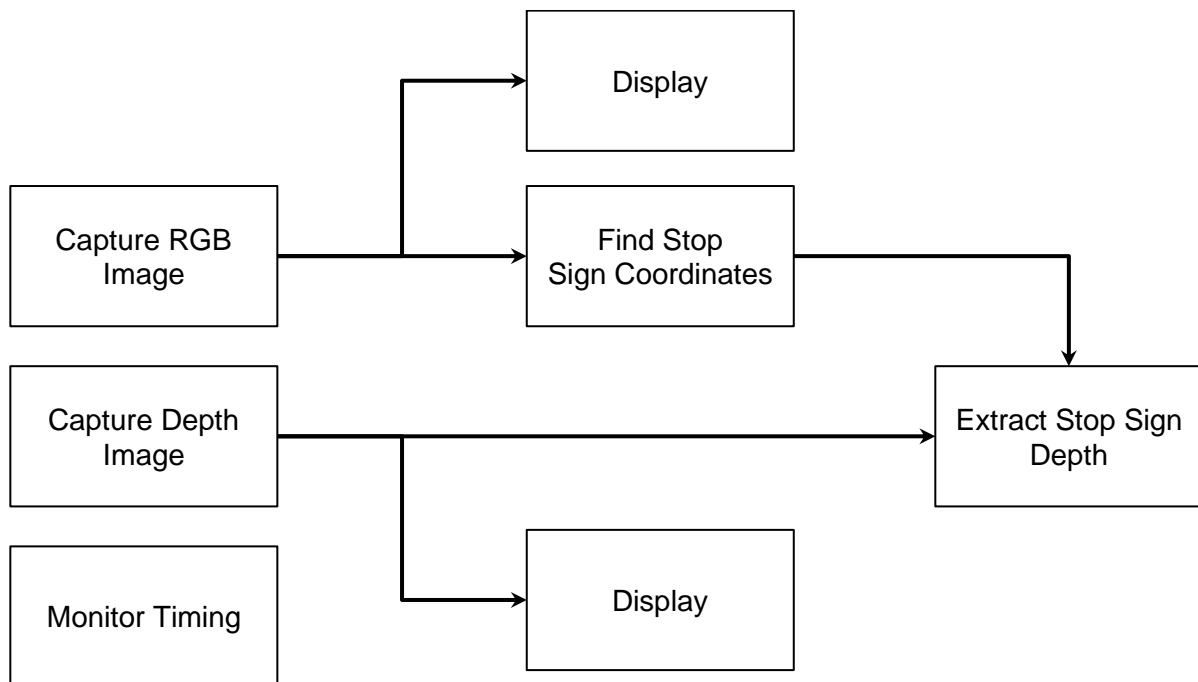 Display
Capture RGB
Image
Find Stop
Sign Coordinates
Capture Depth
Image
Extract Stop Sign
Depth
Monitor Timing
Display